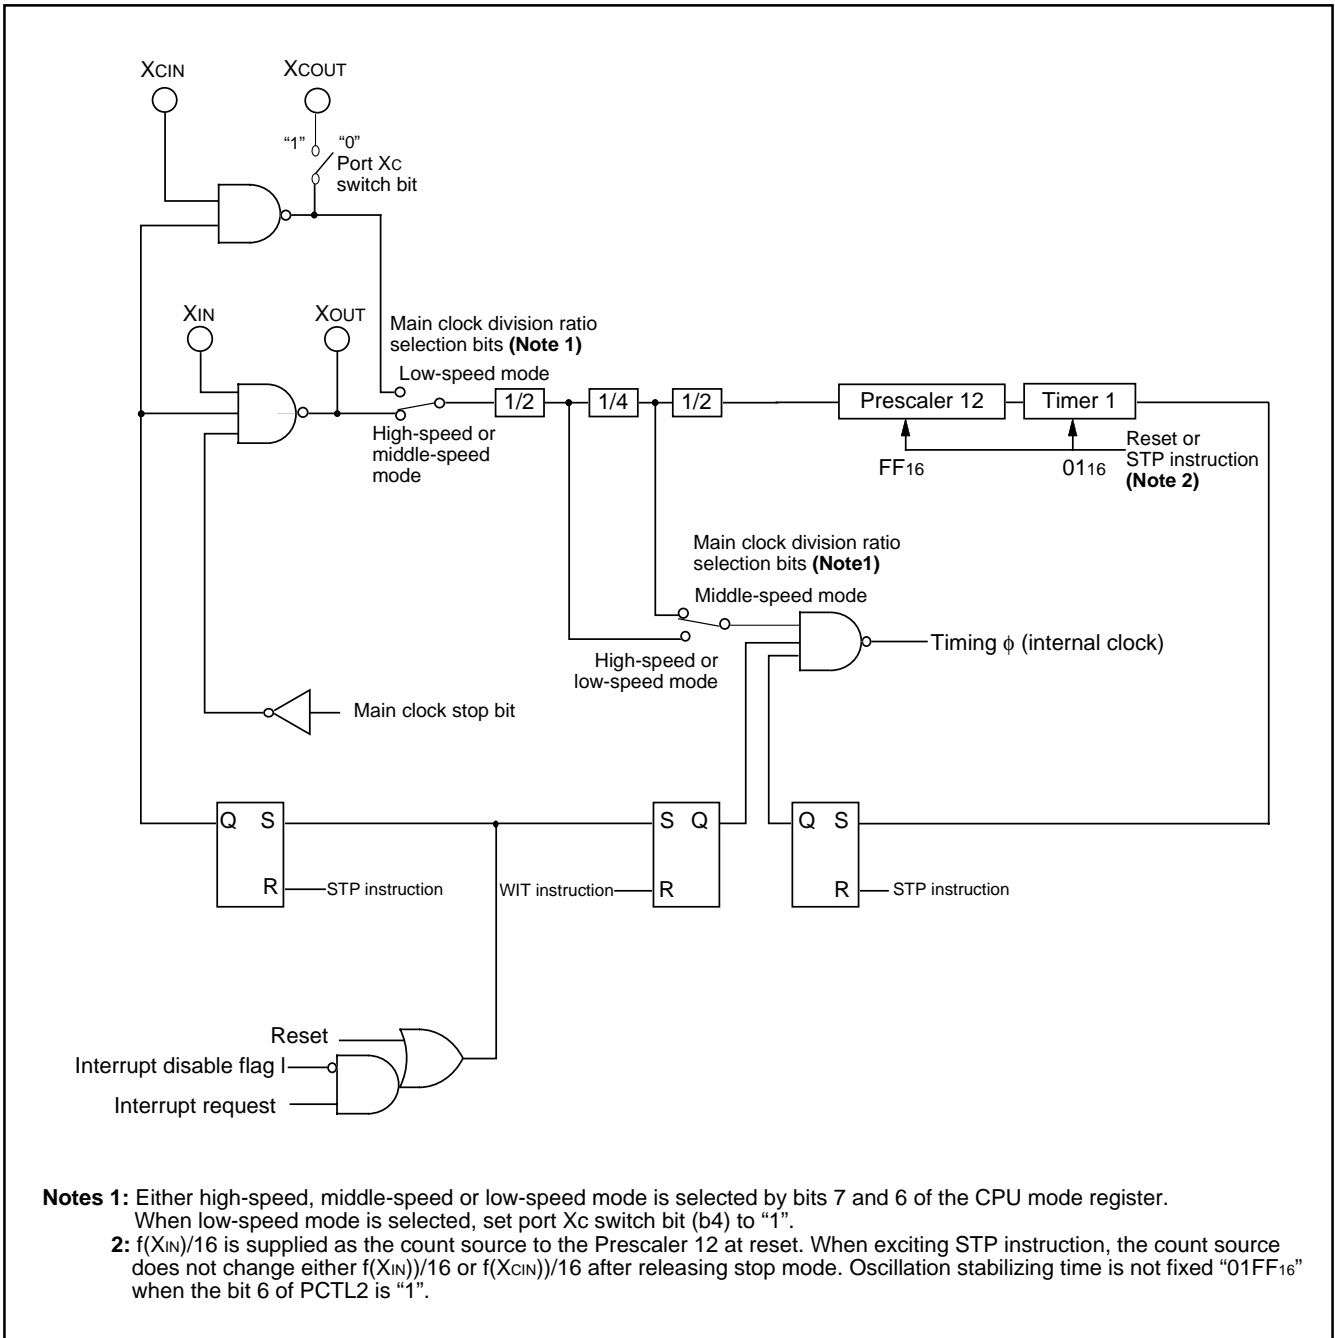 XCIN
XCOUT
“1”
“0”
Port XC
switch bit
XIN
XOUT
Main clock division ratio
selection bits (Note 1)
Low-speed mode
1/2
1/4
1/2
Prescaler 12
Timer 1
High-speed or
middle-speed
mode
FF16
0116
Reset or
STP instruction
(Note 2)
Main clock division ratio
selection bits (Note1)
Middle-speed mode
High-speed or
low-speed mode
Timing ϕ (internal clock)
Main clock stop bit
Q S
R
STP instruction
S Q
WIT instruction
R
Q S
R
STP instruction
Reset
Interrupt disable flag I
Interrupt request
Notes 1: Either high-speed, middle-speed or low-speed mode is selected by bits 7 and 6 of the CPU mode register.
When low-speed mode is selected, set port Xc switch bit (b4) to “1”.
2: f(XIN)/16 is supplied as the count source to the Prescaler 12 at reset. When exciting STP instruction, the count source
does not change either f(XIN))/16 or f(XCIN))/16 after releasing stop mode. Oscillation stabilizing time is not fixed “01FF16”
when the bit 6 of PCTL2 is “1”.